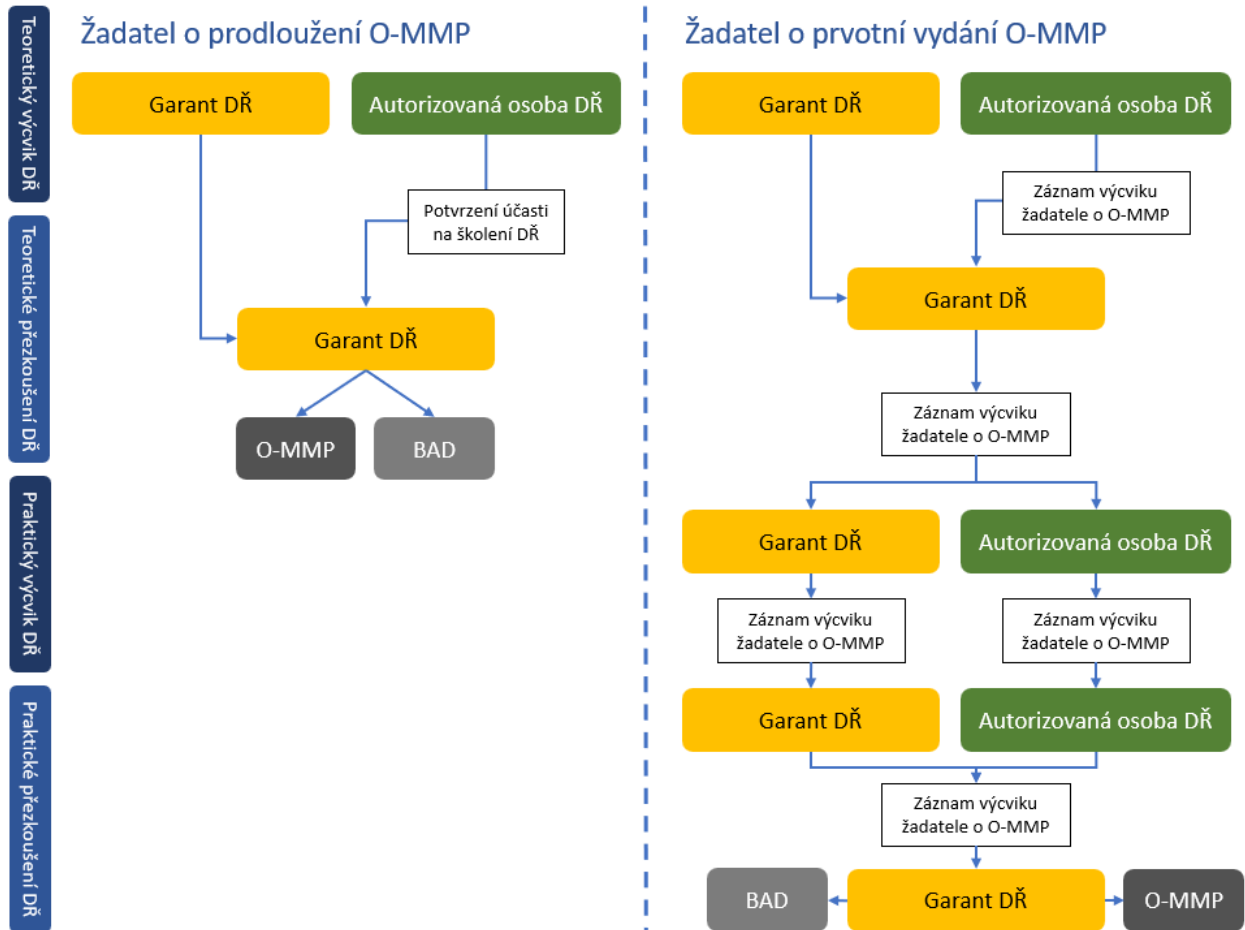 Teoretický výcvik DŘ
Teoretické přezkoušení DŘ
Praktický výcvik DŘ
Praktické přezkoušení DŘ
Žadatel o prodloužení O-MMP
Garant DŘ
Autorizovaná osoba DŘ
Potvrzení účasti
na školení DŘ
Garant DŘ
O-MMP
BAD
Žadatel o prvotní vydání O-MMP
Garant DŘ
Autorizovaná osoba DŘ
Záznam výcviku
žadatele o O-MMP
Garant DŘ
Záznam výcviku
žadatele o O-MMP
Garant DŘ
Autorizovaná osoba DŘ
Záznam výcviku
žadatele o O-MMP
Záznam výcviku
žadatele o O-MMP
Garant DŘ
Autorizovaná osoba DŘ
Záznam výcviku
žadatele o O-MMP
BAD
Garant DŘ
O-MMP